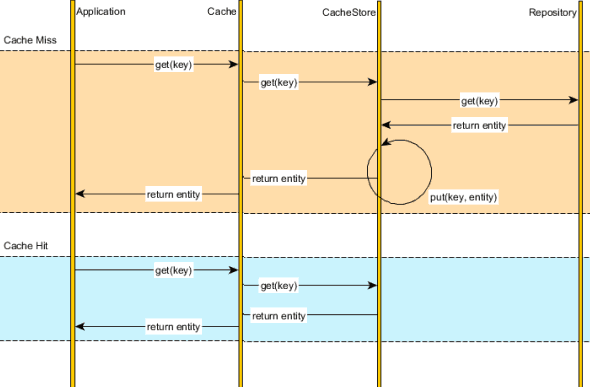 Application
Cache
CacheStore
Repository
Cache Miss
get(key)
get(key)
get(key)
return entity
return entity
return entity
put(key, entity)
Cache Hit
get(key)
get(key)
return entity
return entity